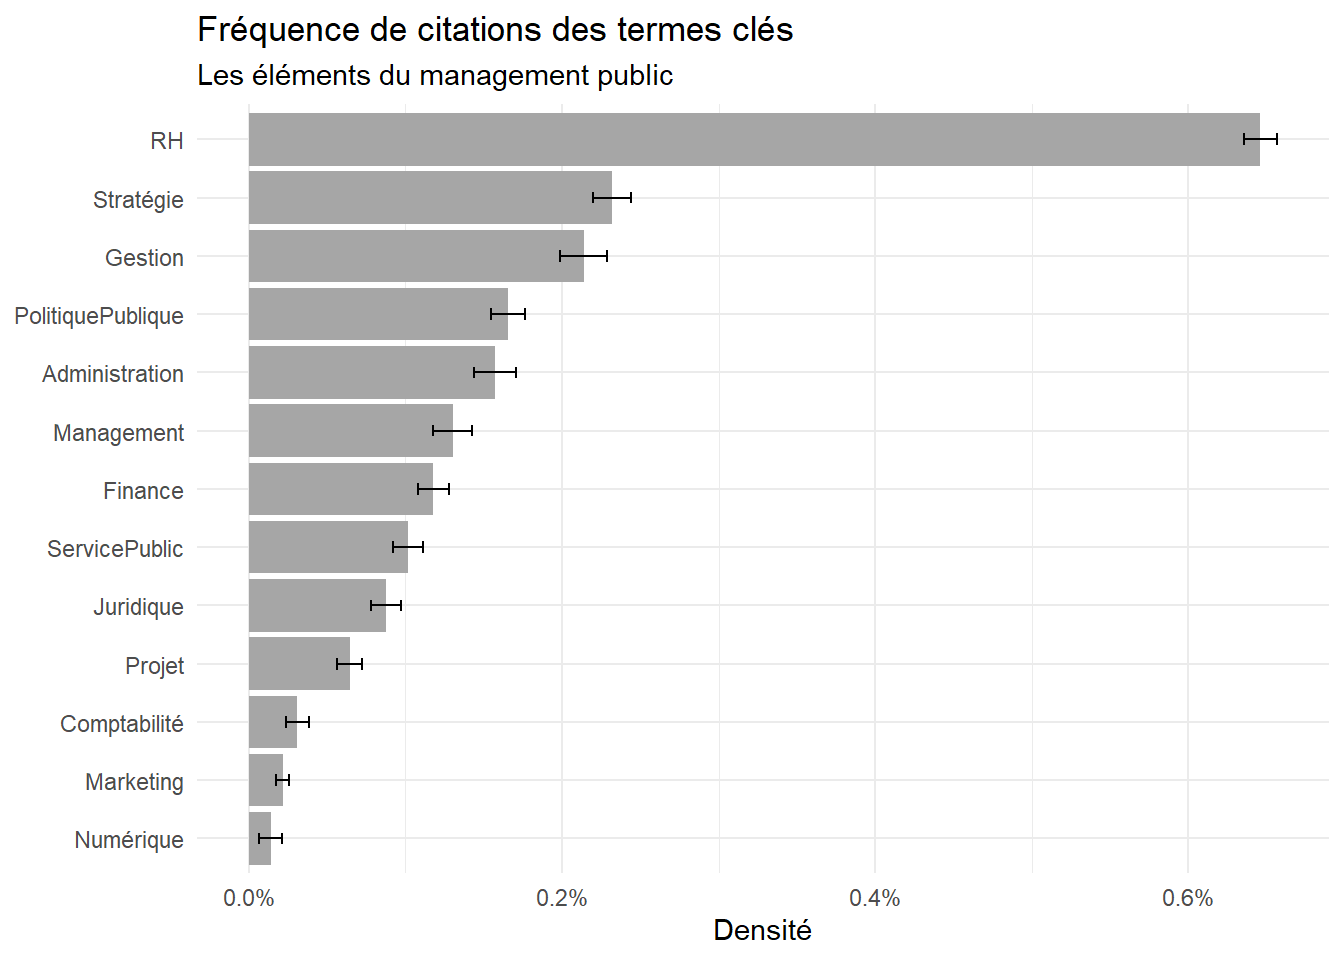 Fréquence de citations des termes clés
Les éléments du management public
RH
Stratégie
Gestion
PolitiquePublique
Administration
Management
Finance
ServicePublic
Juridique
Projet
Comptabilité
Marketing
Numérique
0.0% 0.2% 0.4% 0.6%
Densité